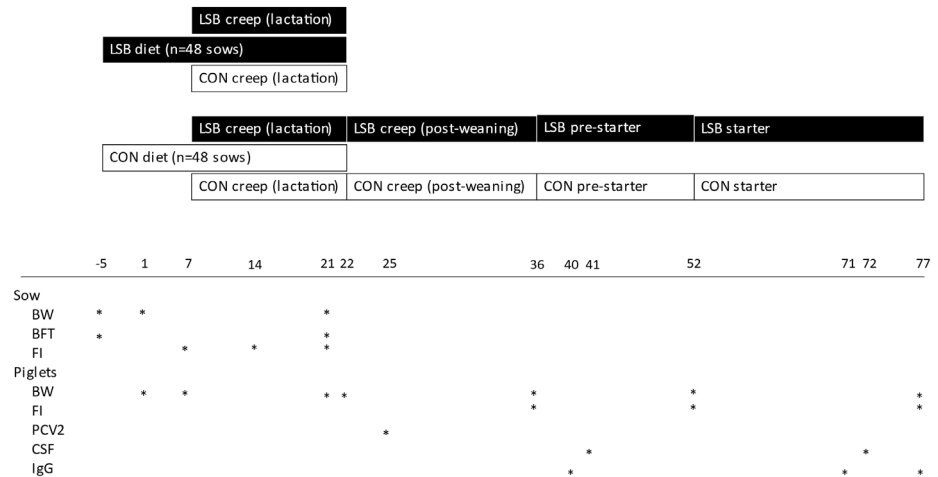 LSB creep (lactation)
LSB diet (n=48 sows)
CON creep (lactation)
LSB creep (lactation) LSB creep (post-weaning) LSB pre-starter LSB starter
CON diet (n=48 sows)
CON creep (lactation) CON creep (post-weaning) CON pre-starter CON starter
-5 1 7 14 21 22 25 36 40 41 52 71 72 77
Sow
BW * * *
BFT * *
FI * * *
Piglets
BW * * * * * * *
FI * * *
PCV2 *
CSF * *
IgG * * *